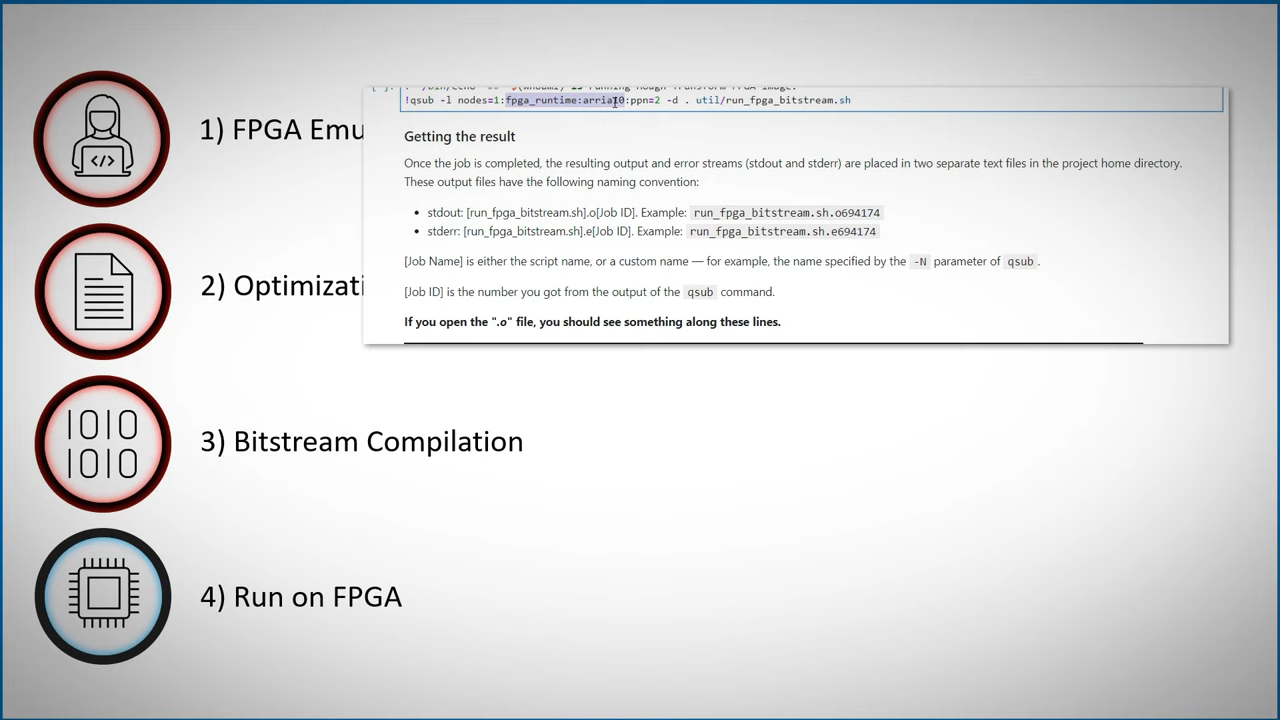 1) FPGA Emu
2) Optimizati
3) Bitstream Compilation
4) Run on FPGA
running Hough Transform FPGA image.
!qsub -l nodes=1:fpga_runtime:arria10:ppn=2 -d . util/run_fpga_bitstream.sh
Getting the result
Once the job is completed, the resulting output and error streams (stdout and stderr) are placed in two separate text files in the project home directory.
These output files have the following naming convention:
• stdout: [run_fpga_bitstream.sh].o[Job ID]. Example: run_fpga_bitstream.sh.o694174
• stderr: [run_fpga_bitstream.sh].e[Job ID]. Example: run_fpga_bitstream.sh.e694174
[Job Name] is either the script name, or a custom name — for example, the name specified by the -N parameter of qsub.
[Job ID] is the number you got from the output of the qsub command.
If you open the ".o" file, you should see something along these lines.